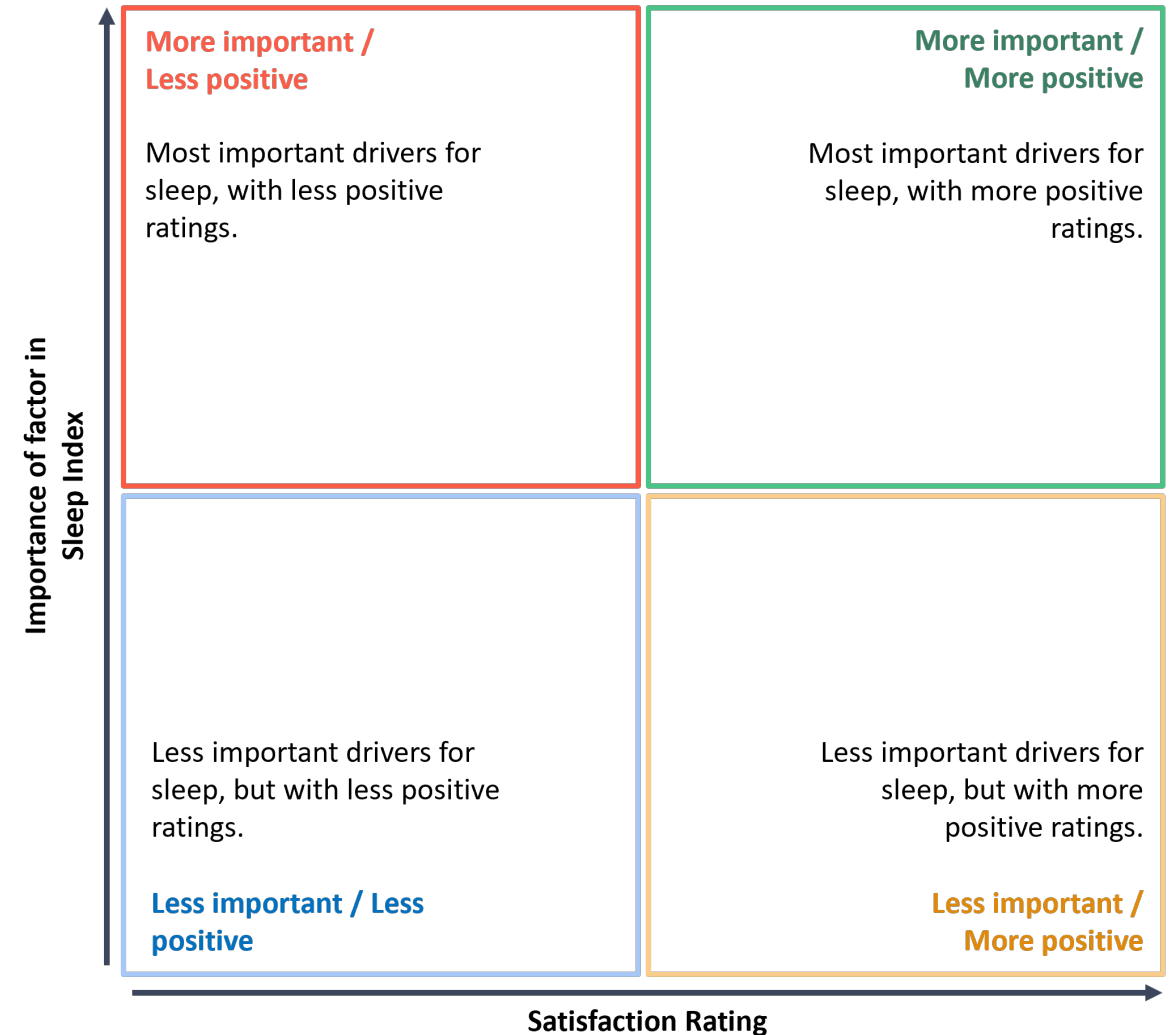 More important /
Less positive
Most important drivers for
sleep, with less positive
ratings.
More important /
More positive
Most important drivers for
sleep, with more positive
ratings.
Importance of factor in
Sleep Index
Less important drivers for
sleep, but with less positive
ratings.
Less important / Less
positive
Less important drivers for
sleep, but with more
positive ratings.
Less important /
More positive
Satisfaction Rating